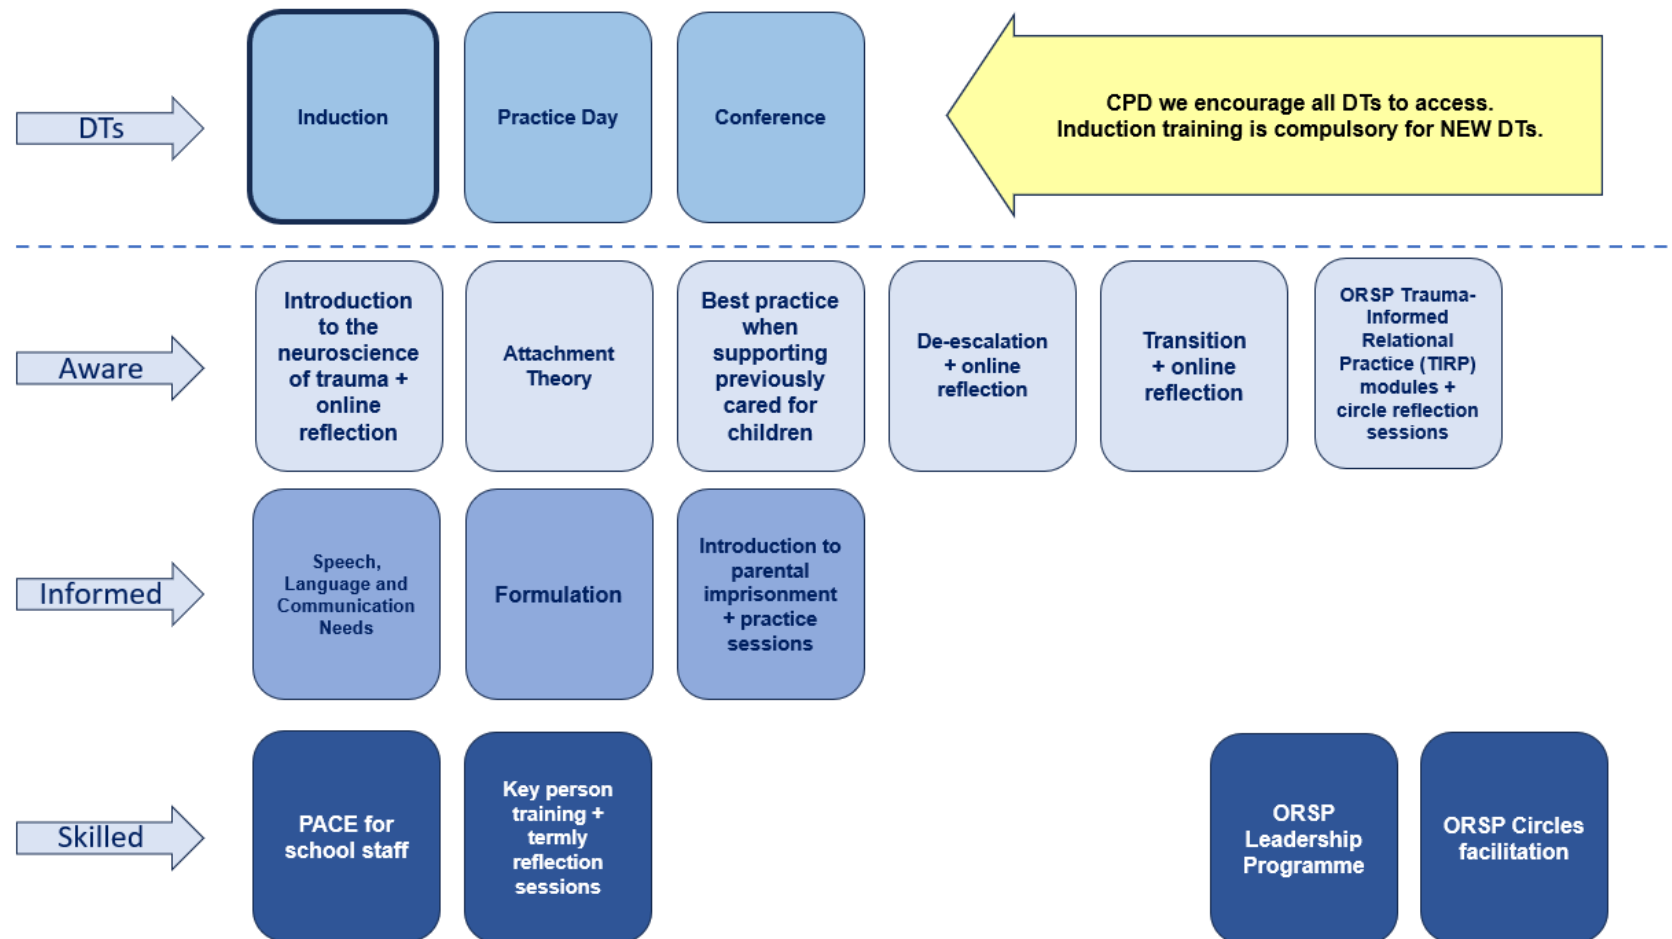 DTs
Induction
Practice Day
Conference
CPD we encourage all DTs to access.
Induction training is compulsory for NEW DTs.
Aware
Introduction
to the
neuroscience
of trauma +
online
reflection
Attachment
Theory
Best practice
when
supporting
previously
cared for
children
De-escalation
+ online
reflection
Transition
+ online
reflection
ORSP Trauma-
Informed
Relational
Practice (TIRP)
modules +
circle reflection
sessions
Informed
Speech,
Language and
Communication
Needs
Formulation
Introduction to
parental
imprisonment
+ practice
sessions
Skilled
PACE for
school staff
Key person
training +
termly
reflection
sessions
ORSP
Leadership
Programme
ORSP Circles
facilitation